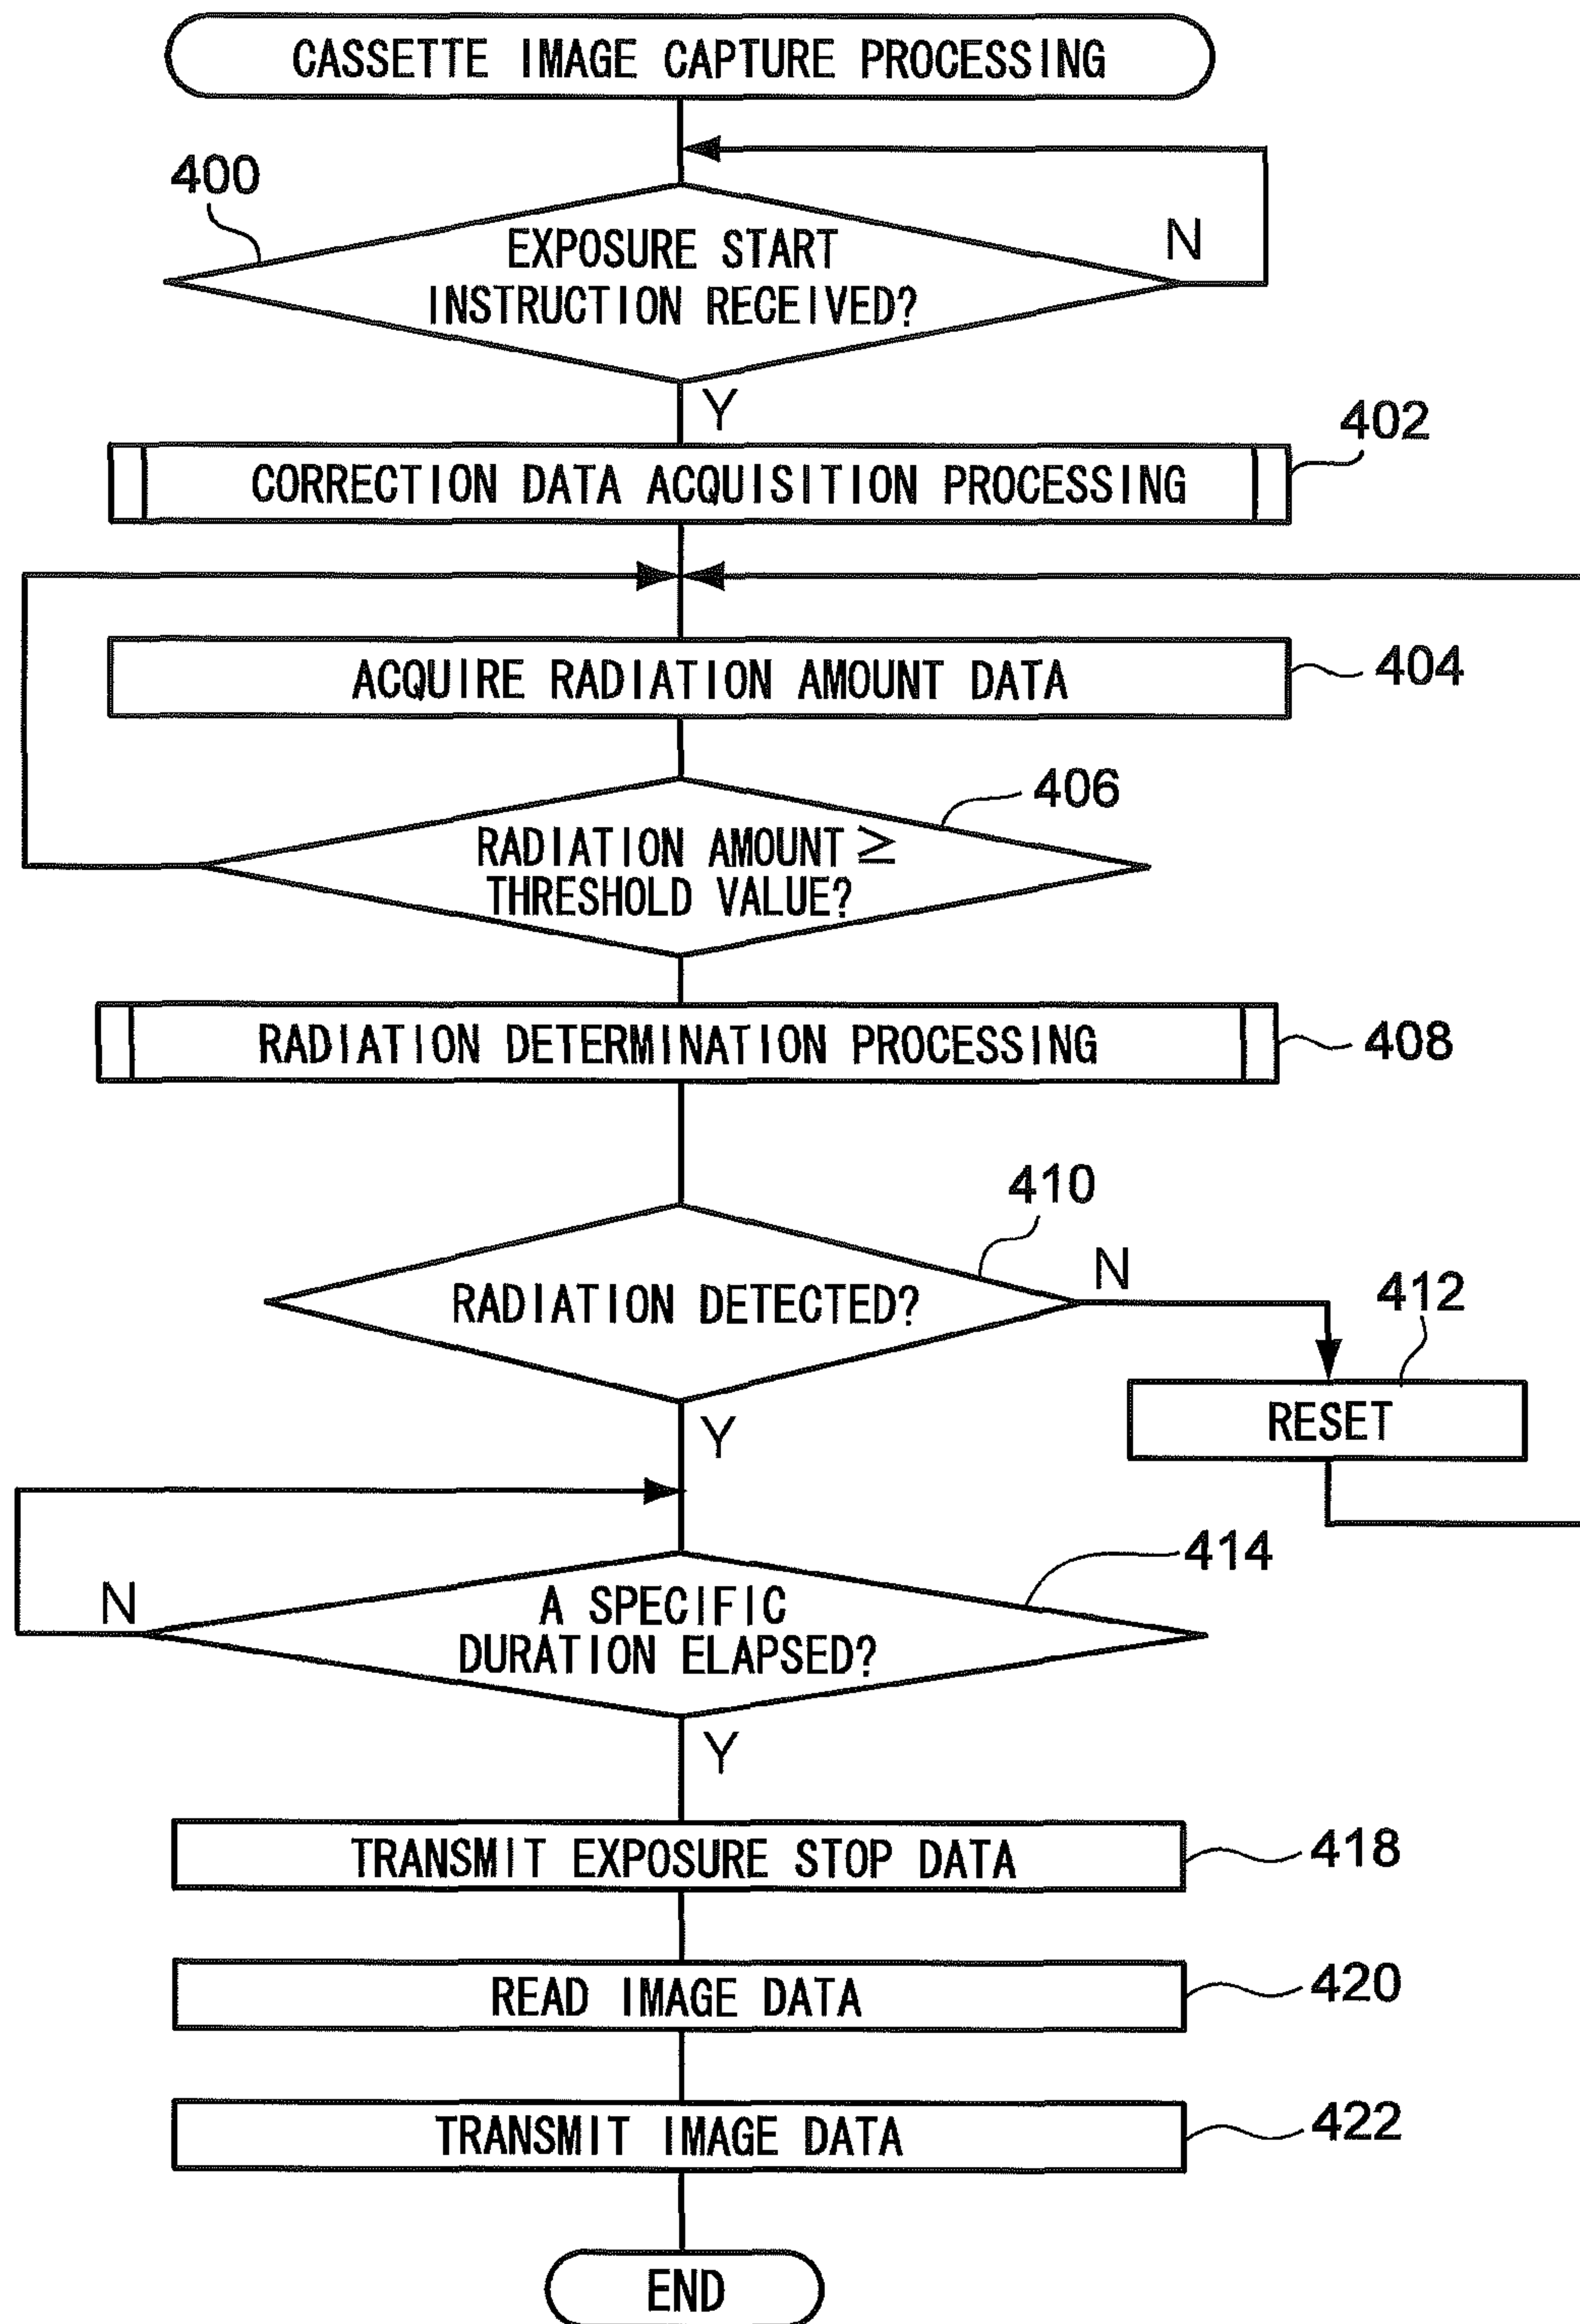 CASSETTE IMAGE CAPTURE PROCESSING
400
EXPOSURE START
INSTRUCTION RECEIVED?
N
Y
402
CORRECTION DATA ACQUISITION PROCESSING
ACQUIRE RADIATION AMOUNT DATA
404
406
RADIATION AMOUNT ≥
THRESHOLD VALUE?
RADIATION DETERMINATION PROCESSING
408
410
RADIATION DETECTED?
N
412
RESET
Y
414
A SPECIFIC
DURATION ELAPSED?
N
Y
TRANSMIT EXPOSURE STOP DATA
418
READ IMAGE DATA
420
TRANSMIT IMAGE DATA
422
END